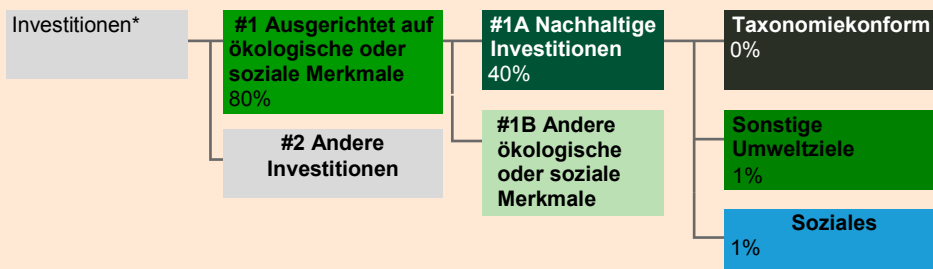 Investitionen*
#1 Ausgerichtet auf
ökologische oder
soziale Merkmale
80%
#2 Andere
Investitionen
#1A Nachhaltige
Investitionen
40%
#1B Andere
ökologische
oder soziale
Merkmale
Taxonomiekonform
0%
Sonstige
Umweltziele
1%
Soziales
1%